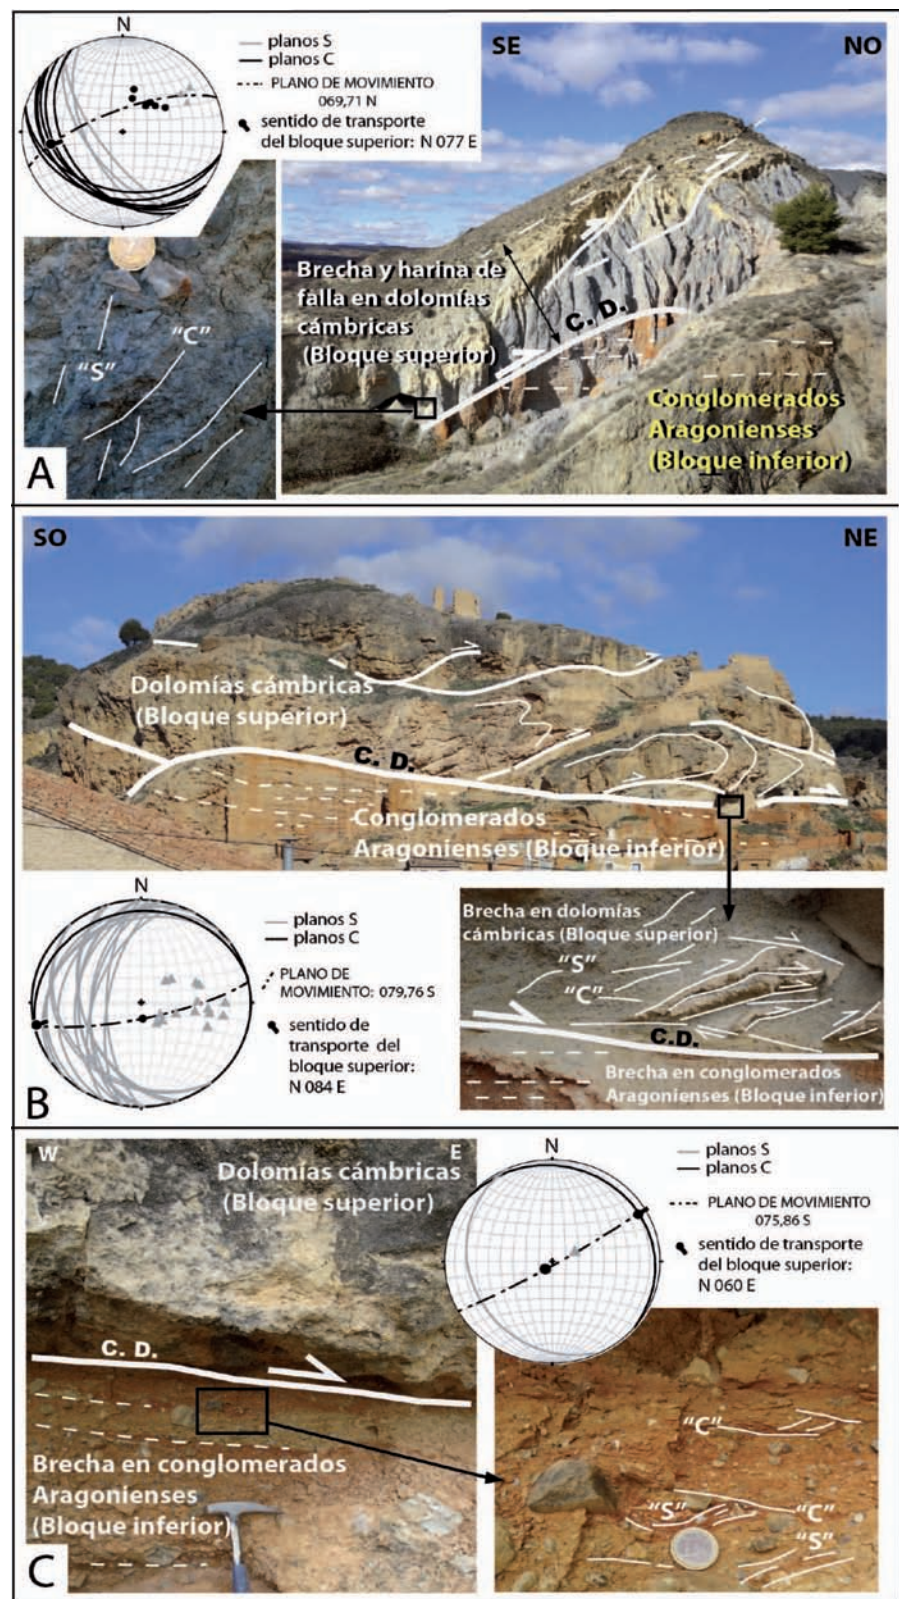 N
planos S
planos C
PLANO DE MOVIMIENTO
069,71 N
sentido de transporte
del bloque superior: N 077 E
SE
NO
Brecha y harina de
falla en dolomías
cámbricas
(Bloque superior)
C. D.
Conglomerados
Aragonienses
(Bloque inferior)
"C"
"S"
A
SO
NE
Dolomías cámbricas
(Bloque superior)
C. D.
Conglomerados
Aragonienses (Bloque inferior)
N
planos S
planos C
PLANO DE
MOVIMIENTO: 079,76 S
sentido de
transporte del
bloque superior:
N 084 E
Brecha en dolomías
cámbricas (Bloque superior)
"S"
"C"
C.D.
Brecha en conglomerados
Aragonienses (Bloque inferior)
B
W
E
Dolomías cámbricas
(Bloque superior)
C. D.
Brecha en conglomerados
Aragonienses
(Bloque inferior)
C
N
planos S
planos C
PLANO DE MOVIMIENTO
075,86 S
sentido de transporte
del bloque superior:
N 060 E
"C"
"S"
"C"
"S"